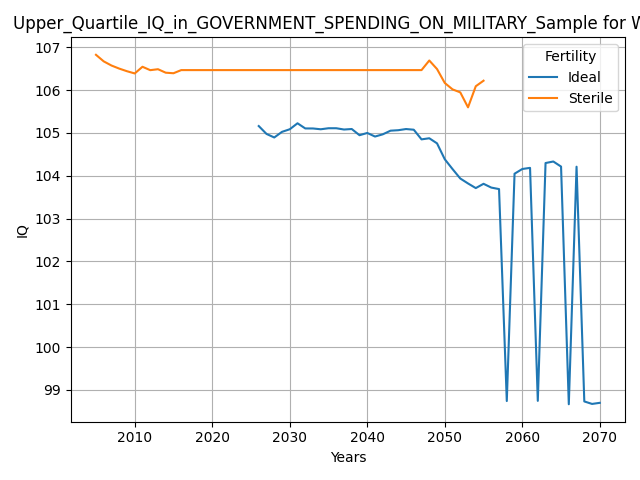 Upper_Quartile_IQ_in_GOVERNMENT_SPENDING_ON_MILITARY_Sample for W
107
106
105
104
103
102
101
100
99
IQ
Fertility
Ideal
Sterile
2010 2020 2030 2040 2050 2060 2070
Years